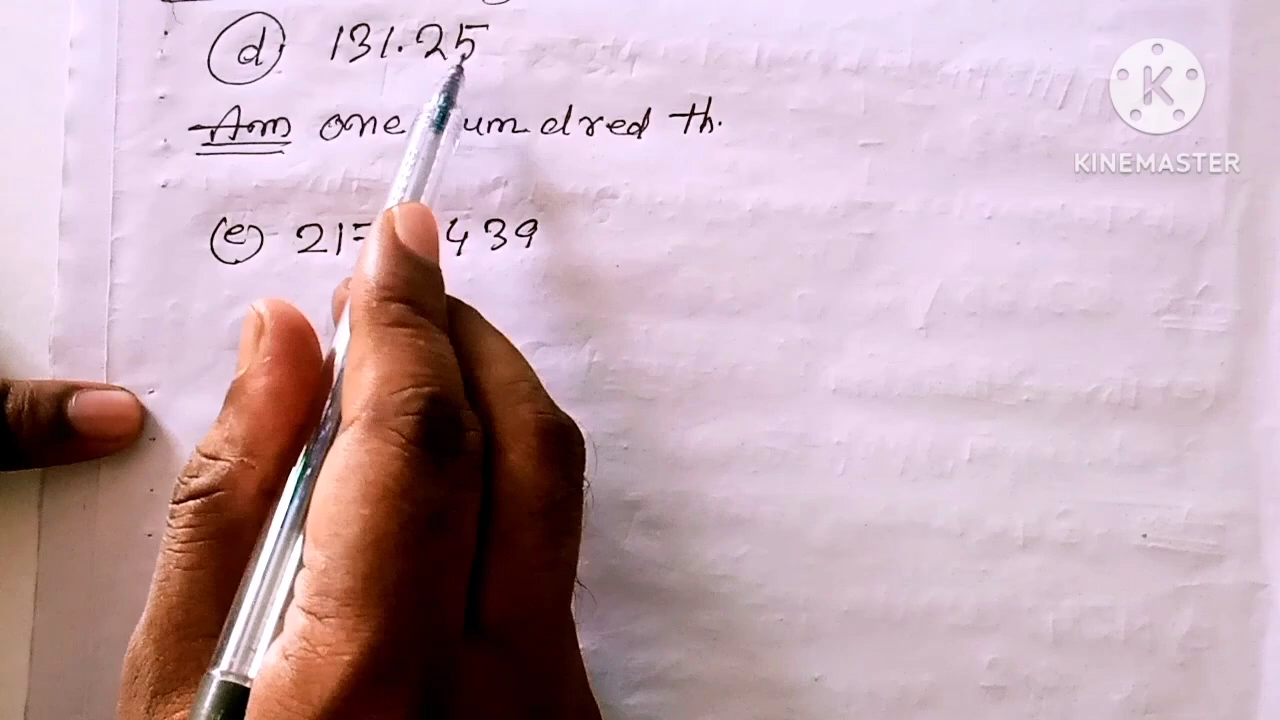 (d) 131.25
Ans one umdred th.
(e) 21 439
KINEMASTER